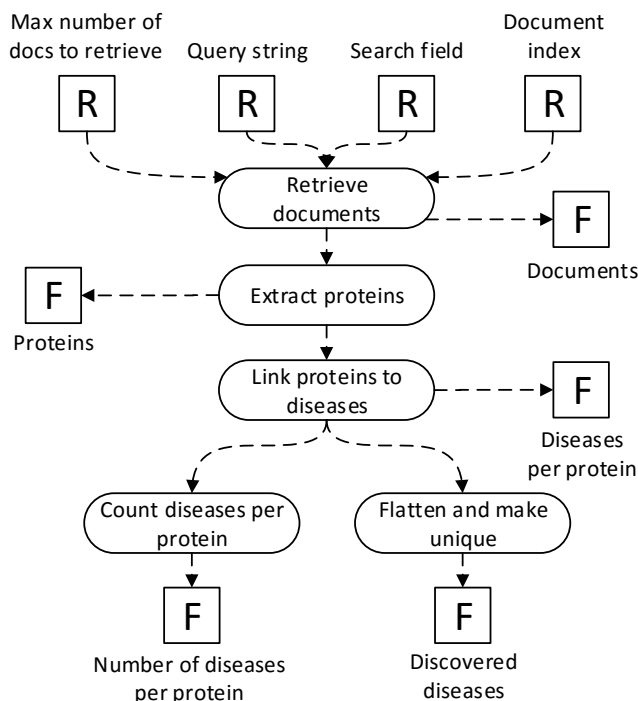 Max number of
docs to retrieve
Query string
Search field
Document
index
R
R
R
R
Retrieve
documents
F
Documents
F
Proteins
Extract proteins
Link proteins to
diseases
F
Diseases
per protein
Count diseases per
protein
Flatten and make
unique
F
Number of diseases
per protein
F
Discovered
diseases